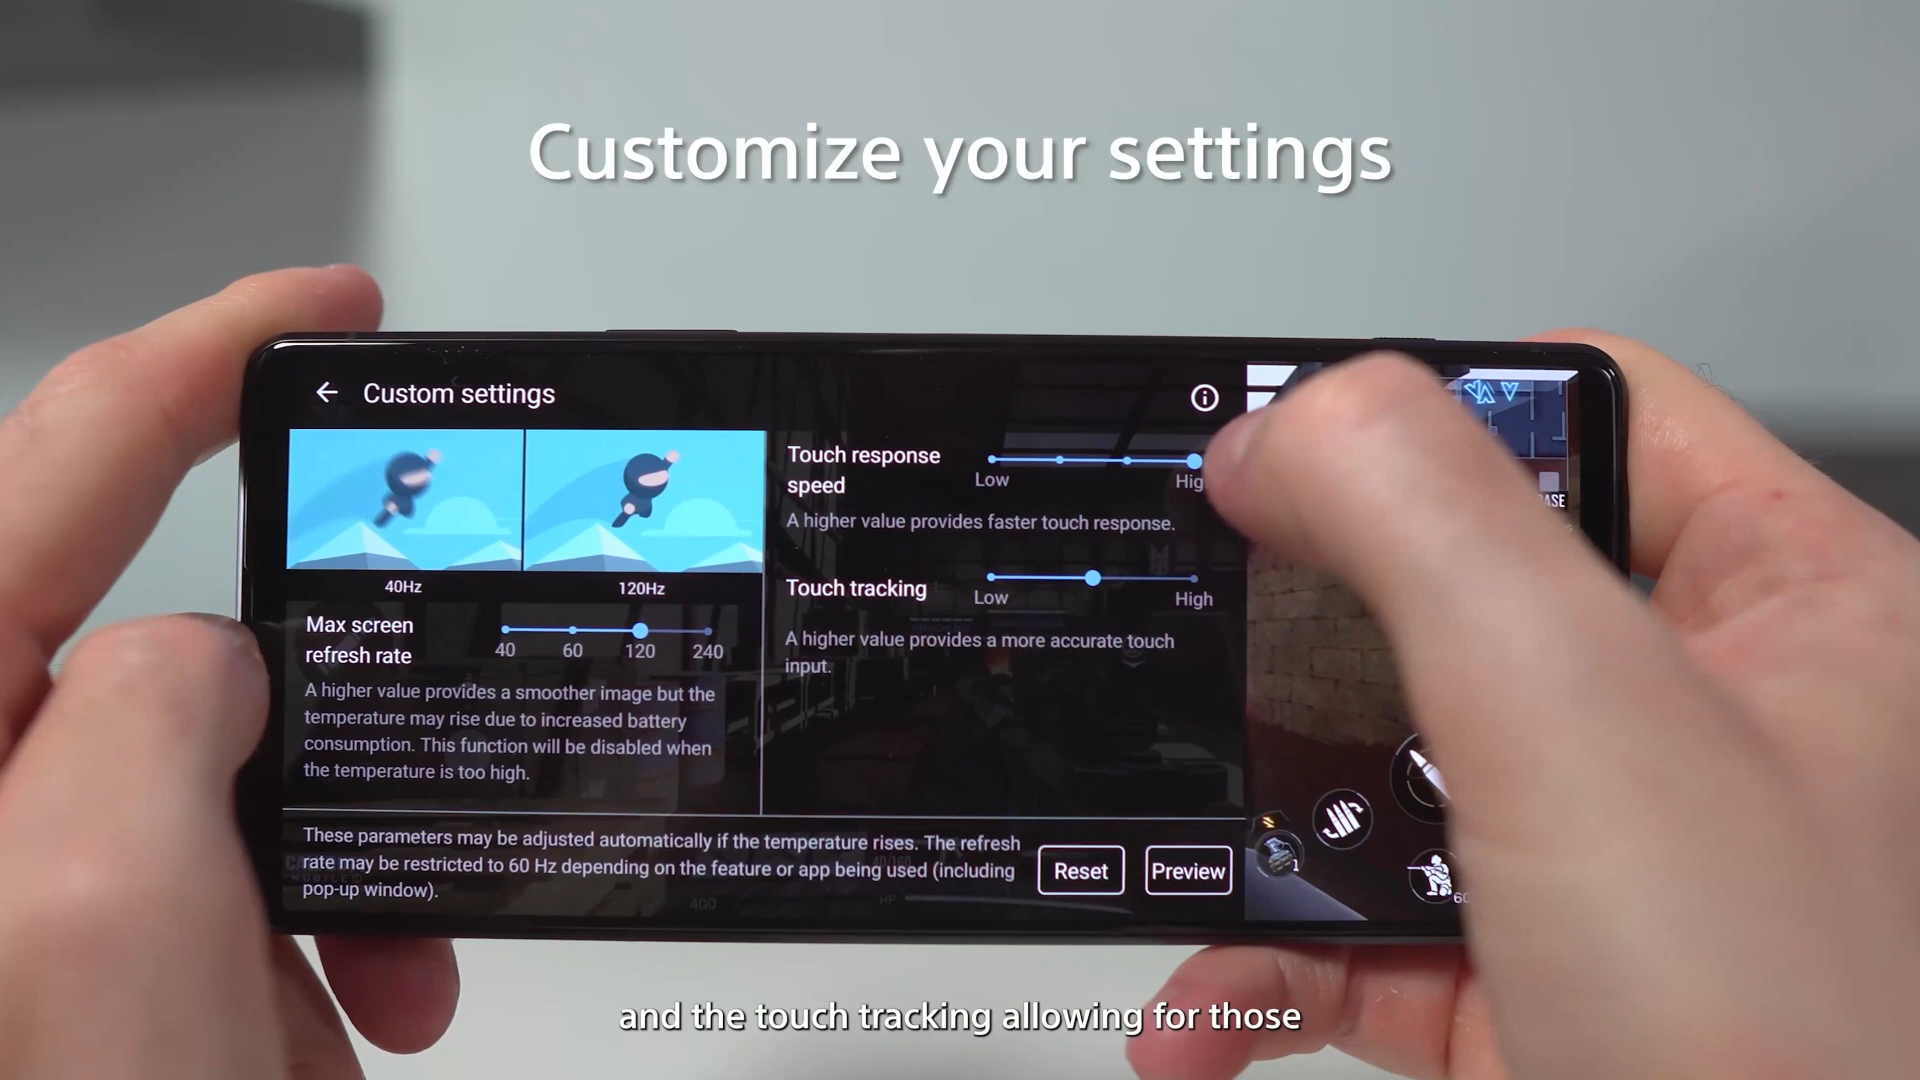 Customize your settings
Custom settings
40Hz
120Hz
Max screen
refresh rate
40 60 120 240
A higher value provides a smoother image but the
temperature may rise due to increased battery
consumption. This function will be disabled when
the temperature is too high.
Touch response
speed
Low
Hig
A higher value provides faster touch response.
Touch tracking
Low
High
A higher value provides a more accurate touch
input.
These parameters may be adjusted automatically if the temperature rises. The refresh
rate may be restricted to 60 Hz depending on the feature or app being used (including
pop-up window).
Reset
Preview
400
HP
1
60
and the touch tracking allowing for those